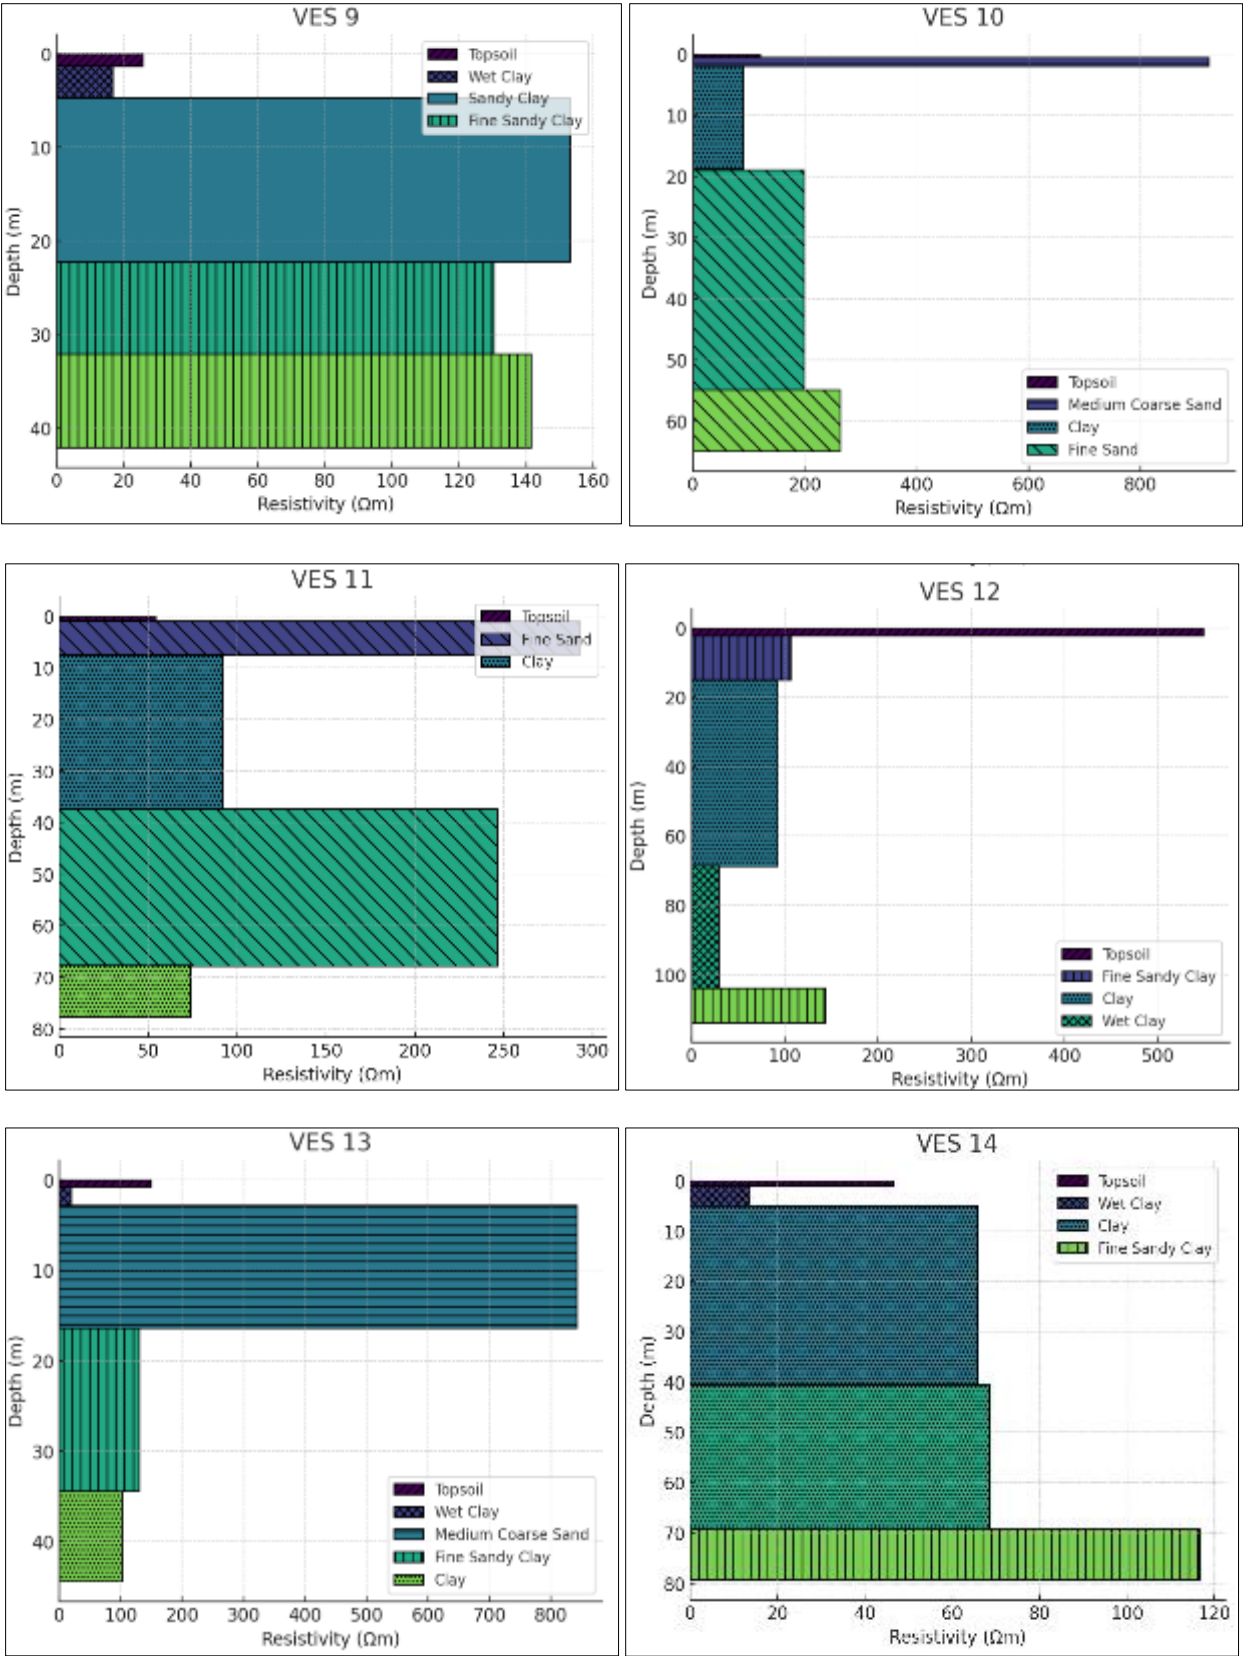 VES 9
Topsoil
Wet Clay
Sandy Clay
Fine Sandy Clay
0
10
20
30
40
Depth (m)
0 20 40 60 80 100 120 140 160
Resistivity (Ωm)
VES 10
0
10
20
30
40
50
60
Depth (m)
Topsoil
Medium Coarse Sand
Clay
Fine Sand
0 200 400 600 800
Resistivity (Ωm)
VES 11
Topsoil
Fine Sand
Clay
0
10
20
30
40
50
60
70
80
Depth (m)
0 50 100 150 200 250 300
Resistivity (Ωm)
VES 12
0
20
40
60
80
100
Depth (m)
Topsoil
Fine Sandy Clay
Clay
Wet Clay
0 100 200 300 400 500
Resistivity (Ωm)
VES 13
0
10
20
30
40
Depth (m)
Topsoil
Wet Clay
Medium Coarse Sand
Fine Sandy Clay
Clay
0 100 200 300 400 500 600 700 800
Resistivity (Ωm)
VES 14
Topsoil
Wet Clay
Clay
Fine Sandy Clay
0
10
20
30
40
50
60
70
80
Depth (m)
0 20 40 60 80 100 120
Resistivity (Ωm)